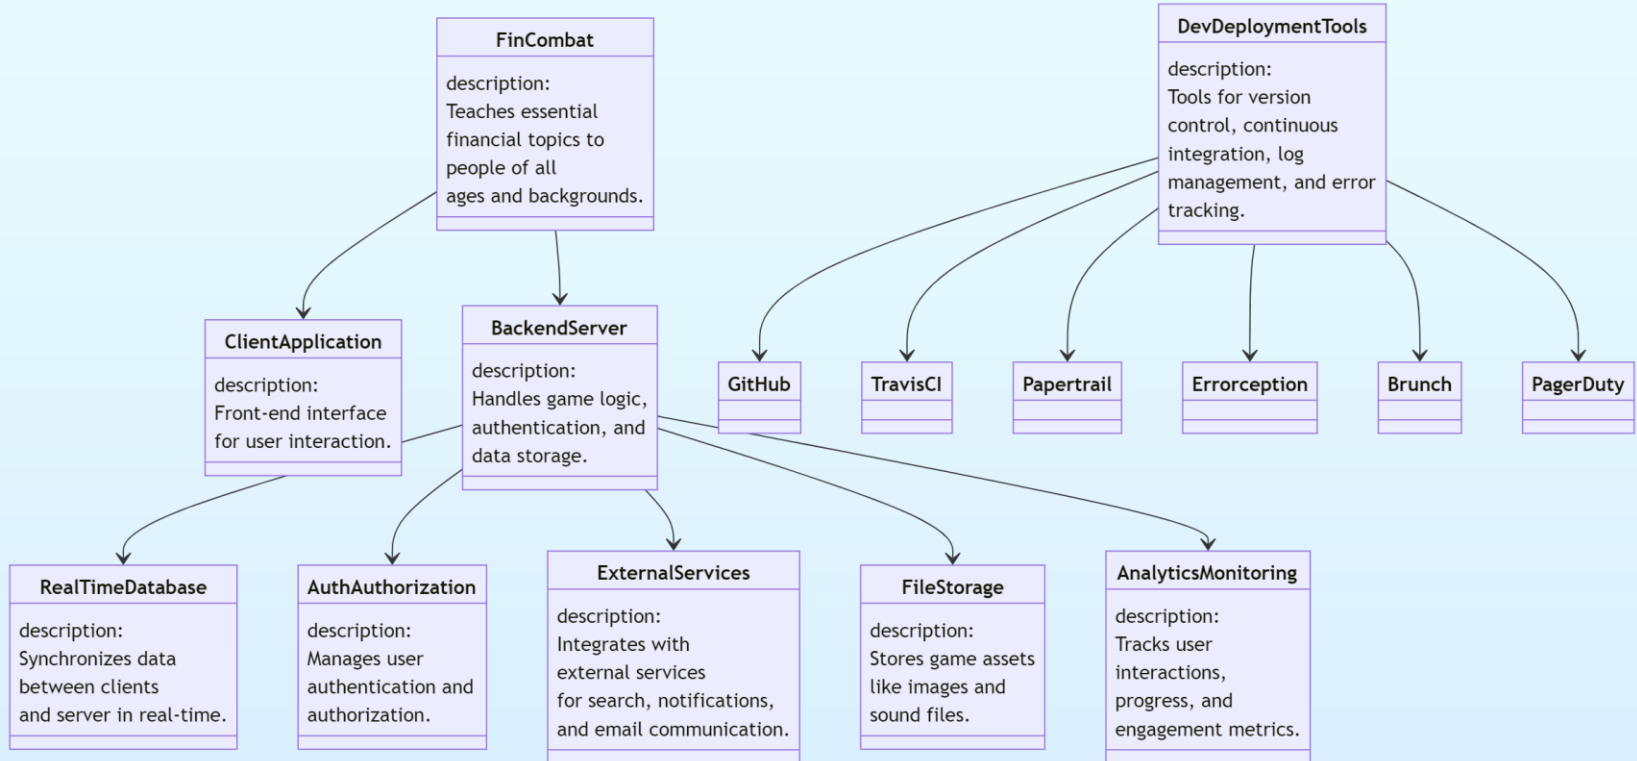 FinCombat
description:
Teaches essential
financial topics to
people of all
ages and backgrounds.
DevDeploymentTools
description:
Tools for version
control, continuous
integration, log
management, and error
tracking.
ClientApplication
description:
Front-end interface
for user interaction.
BackendServer
description:
Handles game logic,
authentication, and
data storage.
GitHub
TravisCI
Papertrail
Errorception
Brunch
PagerDuty
RealTimeDatabase
description:
Synchronizes data
between clients
and server in real-time.
AuthAuthorization
description:
Manages user
authentication and
authorization.
ExternalServices
description:
Integrates with
external services
for search, notifications,
and email communication.
FileStorage
description:
Stores game assets
like images and
sound files.
AnalyticsMonitoring
description:
Tracks user
interactions,
progress, and
engagement metrics.